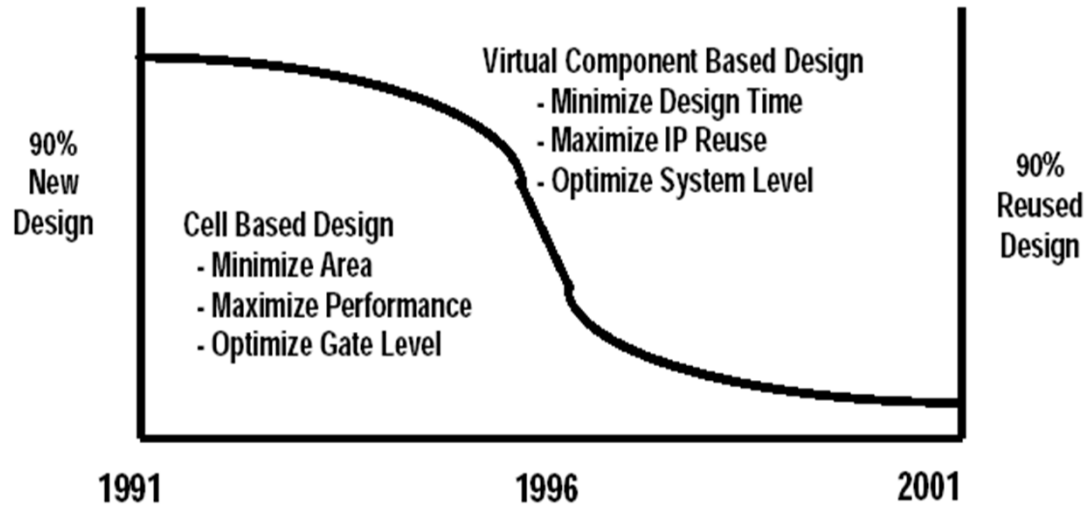 90%
New
Design
Virtual Component Based Design
- Minimize Design Time
- Maximize IP Reuse
- Optimize System Level
Cell Based Design
- Minimize Area
- Maximize Performance
- Optimize Gate Level
90%
Reused
Design
1991
1996
2001